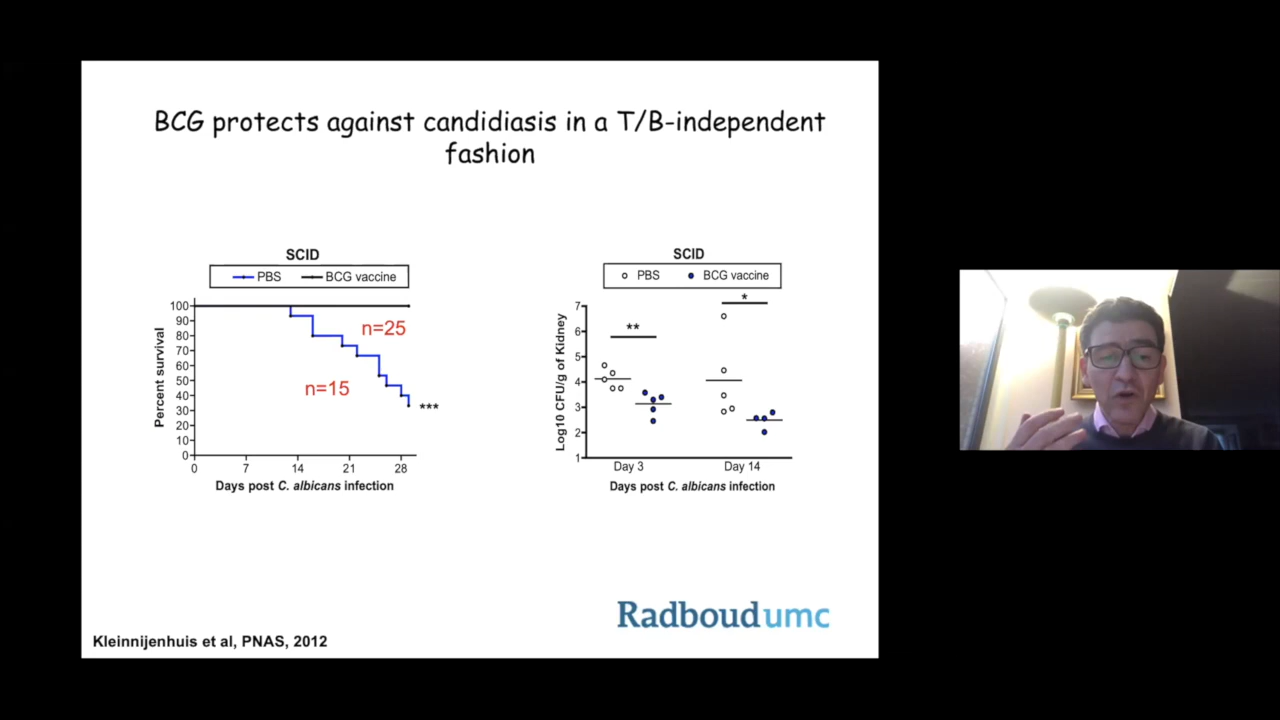 BCG protects against candidiasis in a T/B-independent
fashion
SCID
PBS
BCG vaccine
100
90
80
70
60
50
40
30
20
10
0
Percent survival
n=25
n=15
***
0
7
14
21
28
Days post C. albicans infection
SCID
PBS
BCG vaccine
7
6
5
4
3
2
1
Log10 CFU/g of Kidney
**
*
Day 3
Day 14
Days post C. albicans infection
Radboudumc
Kleinnijenhuis et al, PNAS, 2012